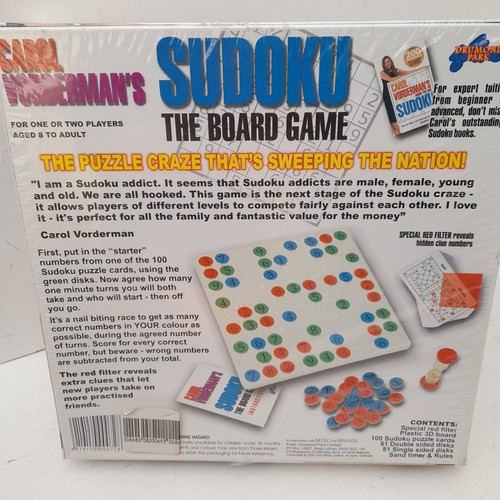 CAROL
VORDERMAN'S
SUDOKU
THE BOARD GAME
DRUMOND
PARK
FOR ONE OR TWO PLAYERS
AGED 8 TO ADULT
200
CAROL
VORDERMAN'S
SUDOKU
For expert
from beginner
advanced, don't
Carol's outstanding
Sudoku books.
THE PUZZLE CRAZE THAT'S SWEEPING THE NATION!
"I am a Sudoku addict. It seems that Sudoku addicts are male, female, young
and old. We are all hooked. This game is the next stage of the Sudoku craze -
it allows players of different levels to compete fairly against each other. I love
it - it's perfect for all the family and fantastic value for the money"
Carol Vorderman
SPECIAL RED FILTER reveals
hidden clue numbers
First, put in the "starter"
numbers from one of the 100
Sudoku puzzle cards, using the
green disks. Now agree how many
one minute turns you will both
take and who will start - then off
you go.
It's a nail biting race to get as many
correct numbers in YOUR colour as
possible, during the agreed number
of turns. Score for every correct
number, but beware - wrong numbers
are subtracted from your total.
The red filter reveals
extra clues that let
new players take on
more practised
friends.
CAROL
VORDERMAN'S
SUDOKU
THE BOARD
CONTENTS:
Special red filter
Plastic 3D board
100 Sudoku puzzle cards
81 Double sided disks
81 Single sided disks
Sand timer & Rules